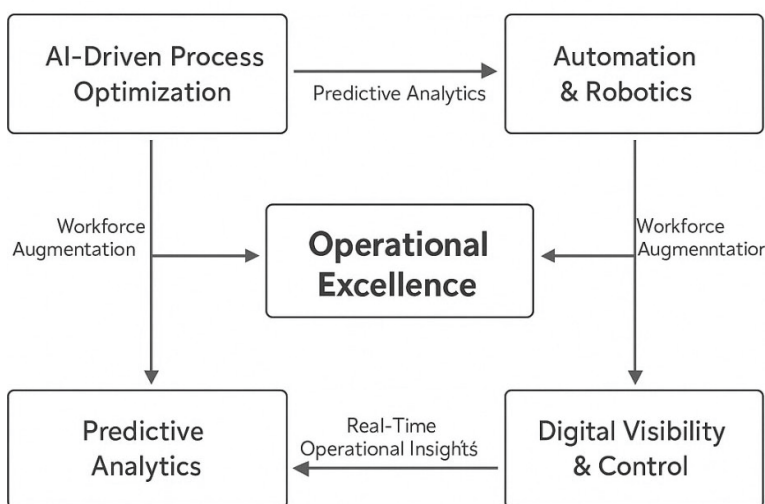 AI-Driven Process
Optimization
Predictive Analytics
Automation
& Robotics
Workforce
Augmentation
Operational
Excellence
Workforce
Augmenntatior
Predictive
Analytics
Real-Time
Operational Insights
Digital Visibility
& Control